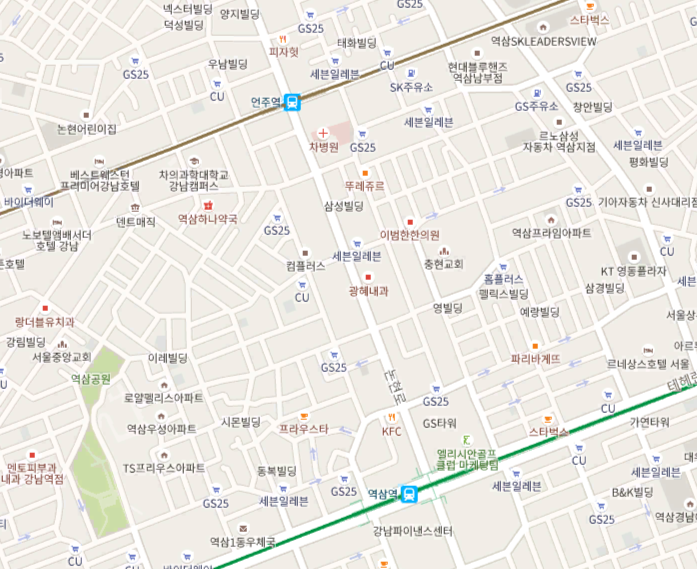 넥스터빌딩
양지빌딩
GS25
GS25
스타벅스
덕성빌딩
역삼SKLEADERSVIEW
피자헛
태화빌딩
CU
현대블루핸즈
역삼남부점
우남빌딩
세븐일레븐
GS25
SK주유소
GS25
CU
GS주유소
창안빌딩
언주역
논현어린이집
세븐일레븐
르노삼성
자동차 역삼지점
세븐일레븐
차병원
GS25
평화빌딩
베스트웨스턴
프리미어강남호텔
차의과학대학교
강남캠퍼스
뚜레쥬르
바이더웨이
GS25
기아자동차 신사대리점
삼성빌딩
덴트매직
역삼하나약국
GS25
이범한한의원
역삼프라임아파트
노보텔앰배서더
호텔 강남
세븐일레븐
CU
컴플러스
충현교회
KT 영동플라자
홈플러스
멜릭스빌딩
삼경빌딩
CU
광혜내과
영빌딩
예랑빌딩
랑더블유치과
강림빌딩
서울중앙교회
이레빌딩
파리바게뜨
르네상스호텔 서울
GS25
역삼공원
논현로
로얄팰리스아파트
GS25
CU
시몬빌딩
역삼우성아파트
프라우스타
KFC
GS타워
스타벅스
가연타워
엘리시안골프
클럽 마케팅팀
CU
멘토피부과
내과 강남역점
TS프리우스아파트
동복빌딩
GS25
세븐일레븐
세븐일레븐
GS25
세븐일레븐
역삼역
B&K빌딩
GS25
강남파이낸스센터
역삼1동우체국
CU
CU
바이더웨이